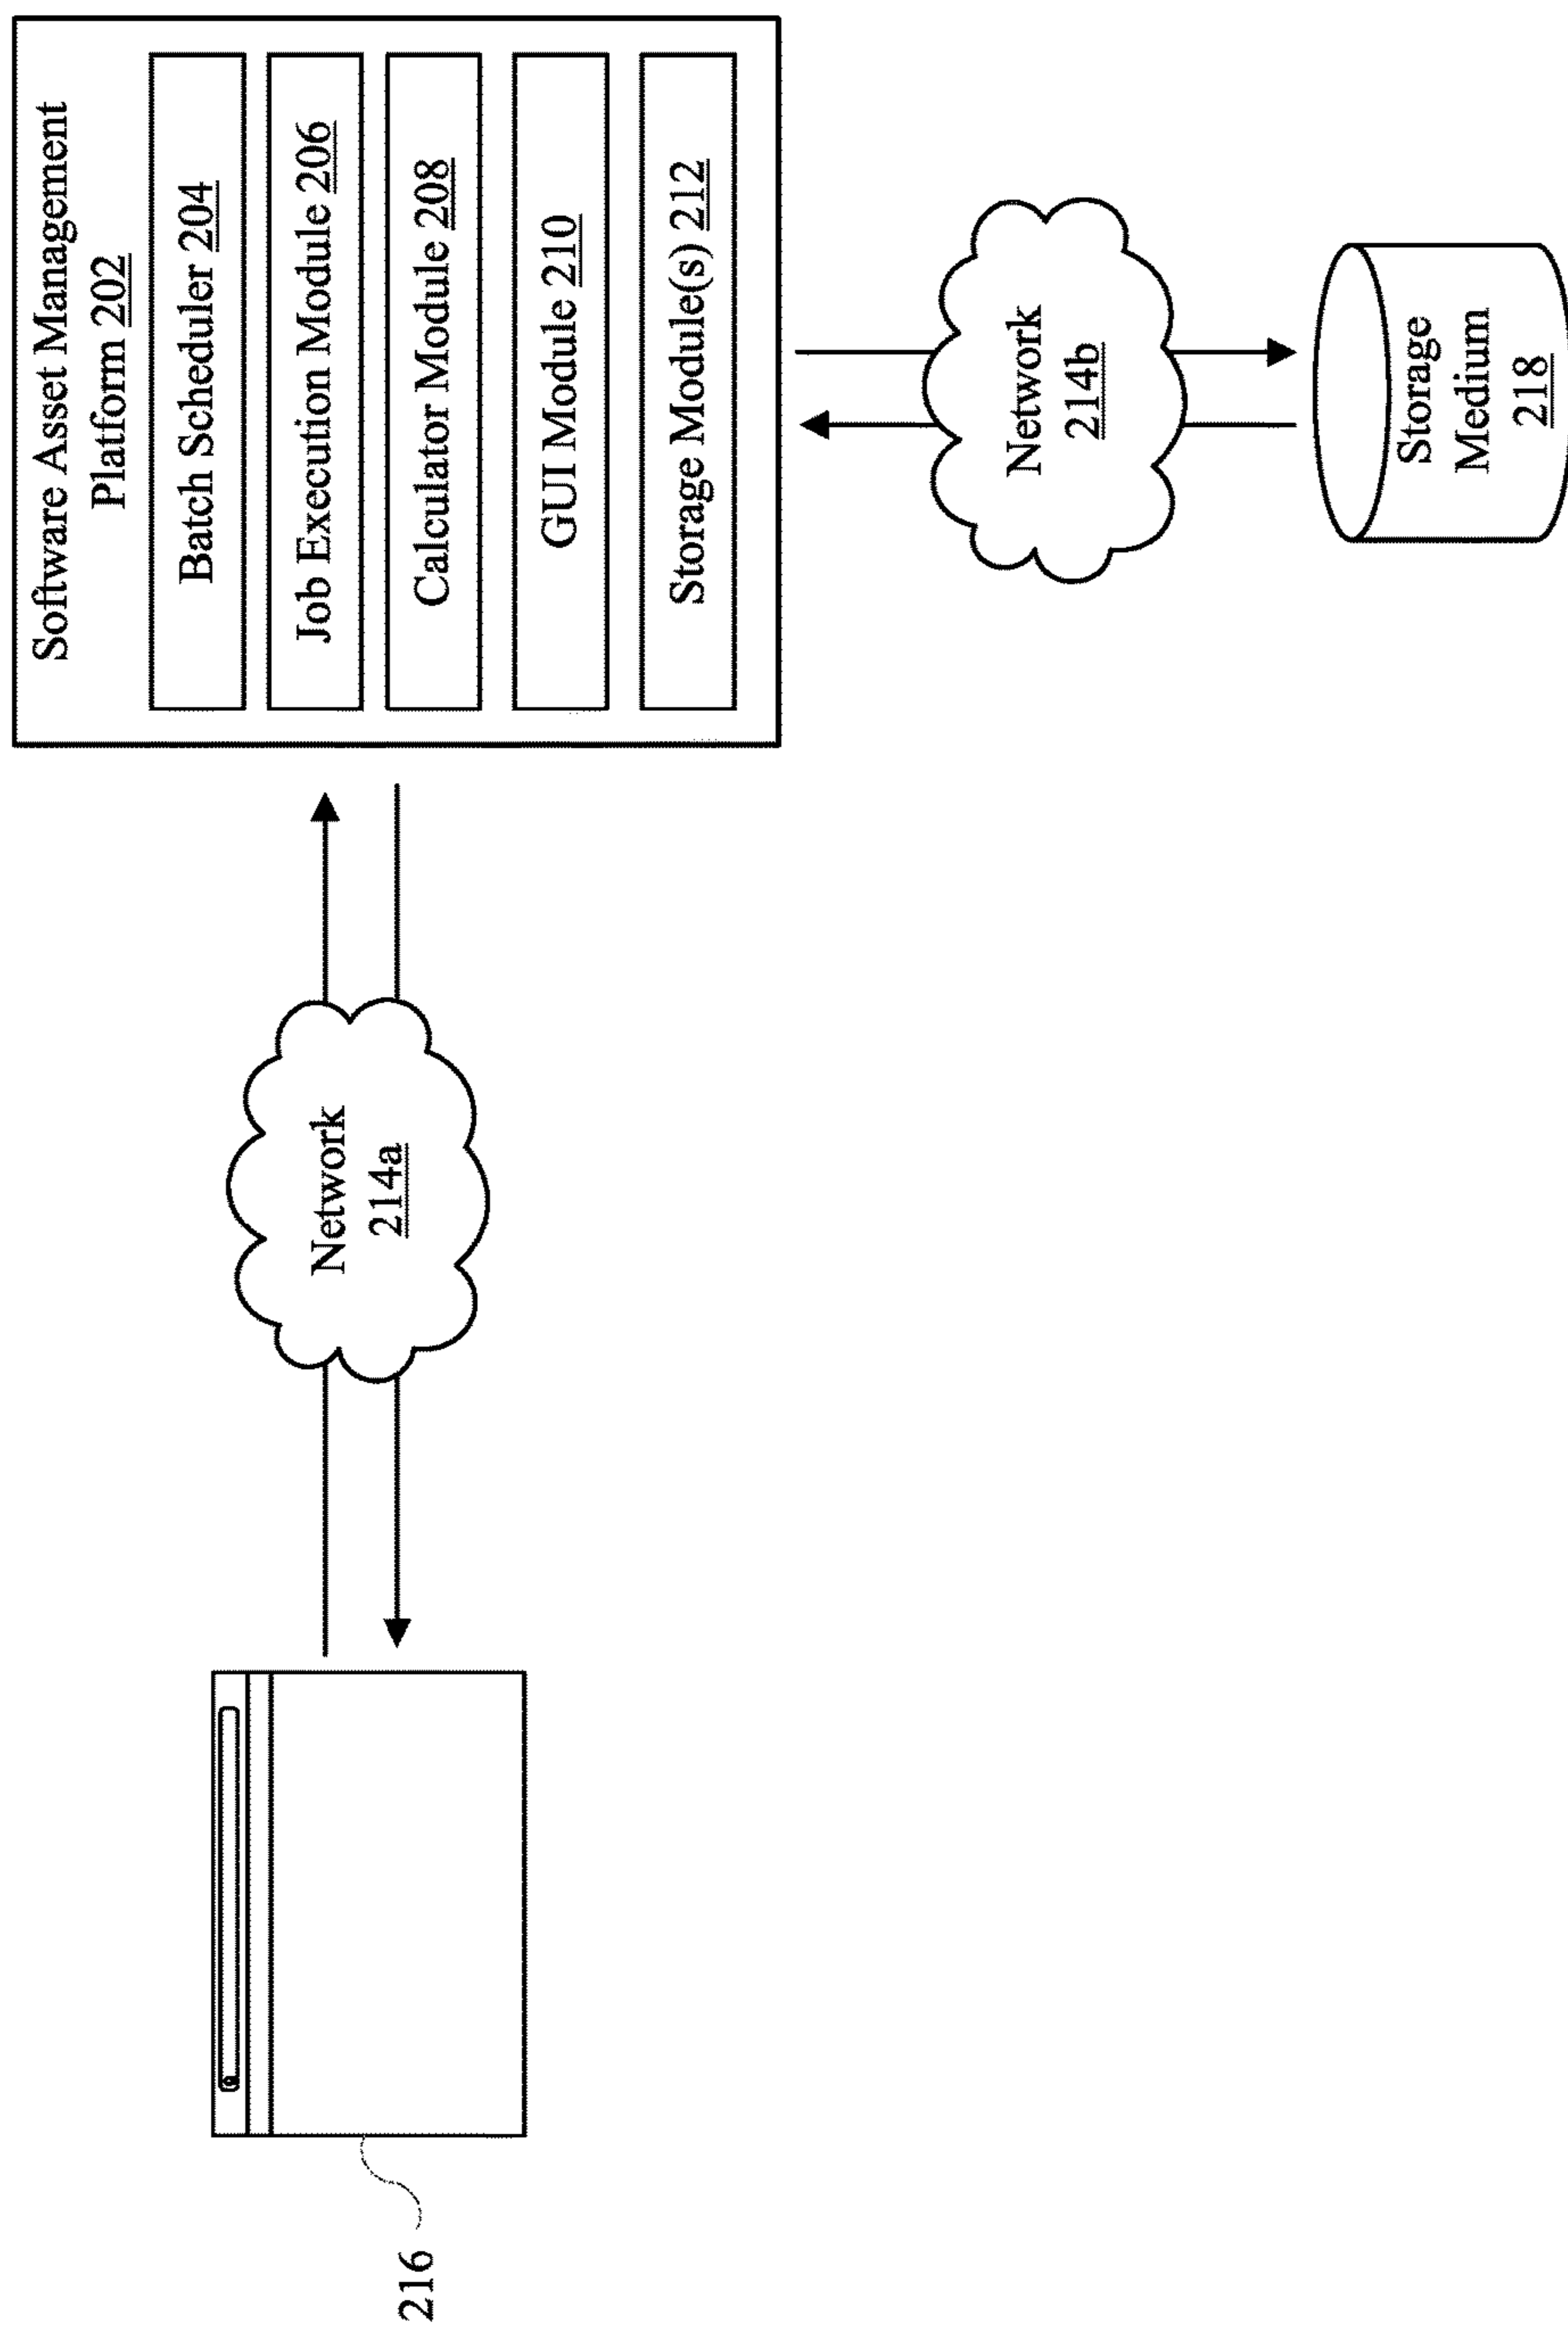 Software Asset Management
Platform 202
Batch Scheduler 204
Job Execution Module 206
Calculator Module 208
GUI Module 210
Storage Module(s) 212
Network
214a
216
Network
214b
Storage
Medium
218